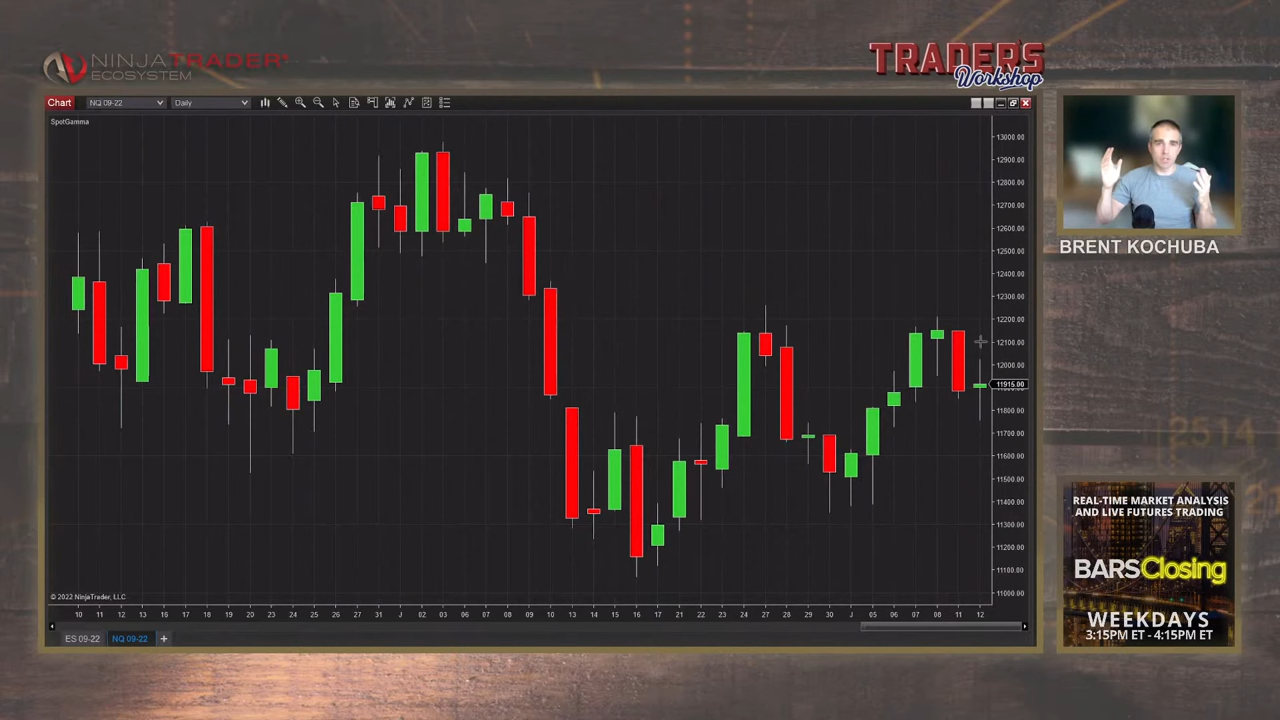 NINJATRADER
ECOSYSTEM
TRADER'S
Workshop
Chart
NQ 09-22
Daily
SpotGamma
13000.00
12900.00
12800.00
12700.00
12600.00
12500.00
12400.00
12300.00
12200.00
12100.00
12000.00
11915.00
11800.00
11700.00
11600.00
11500.00
11400.00
11300.00
11200.00
11100.00
11000.00
© 2022 NinjaTrader, LLC
10 11 12 13 16 17 18 19 20 23 24 25 26 27 31 J 02 03 06 07 08 09 10 13 14 15 16 17 21 22 23 24 27 28 29 30 J 05 06 07 08 11 12
ES 09-22
NQ 09-22
+
BRENT KOCHUBA
REAL-TIME MARKET ANALYSIS
AND LIVE FUTURES TRADING
BARSClosing
WEEKDAYS
3:15PM ET - 4:15PM ET
2514